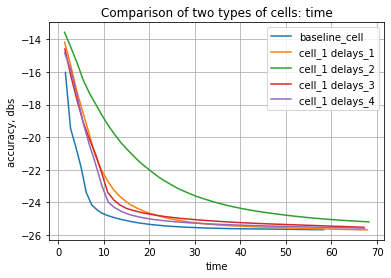 Comparison of two types of cells: time
accuracy, dbs
−14
−16
−18
−20
−22
−24
−26
baseline_cell
cell_1 delays_1
cell_1 delays_2
cell_1 delays_3
cell_1 delays_4
0 10 20 30 40 50 60 70
time